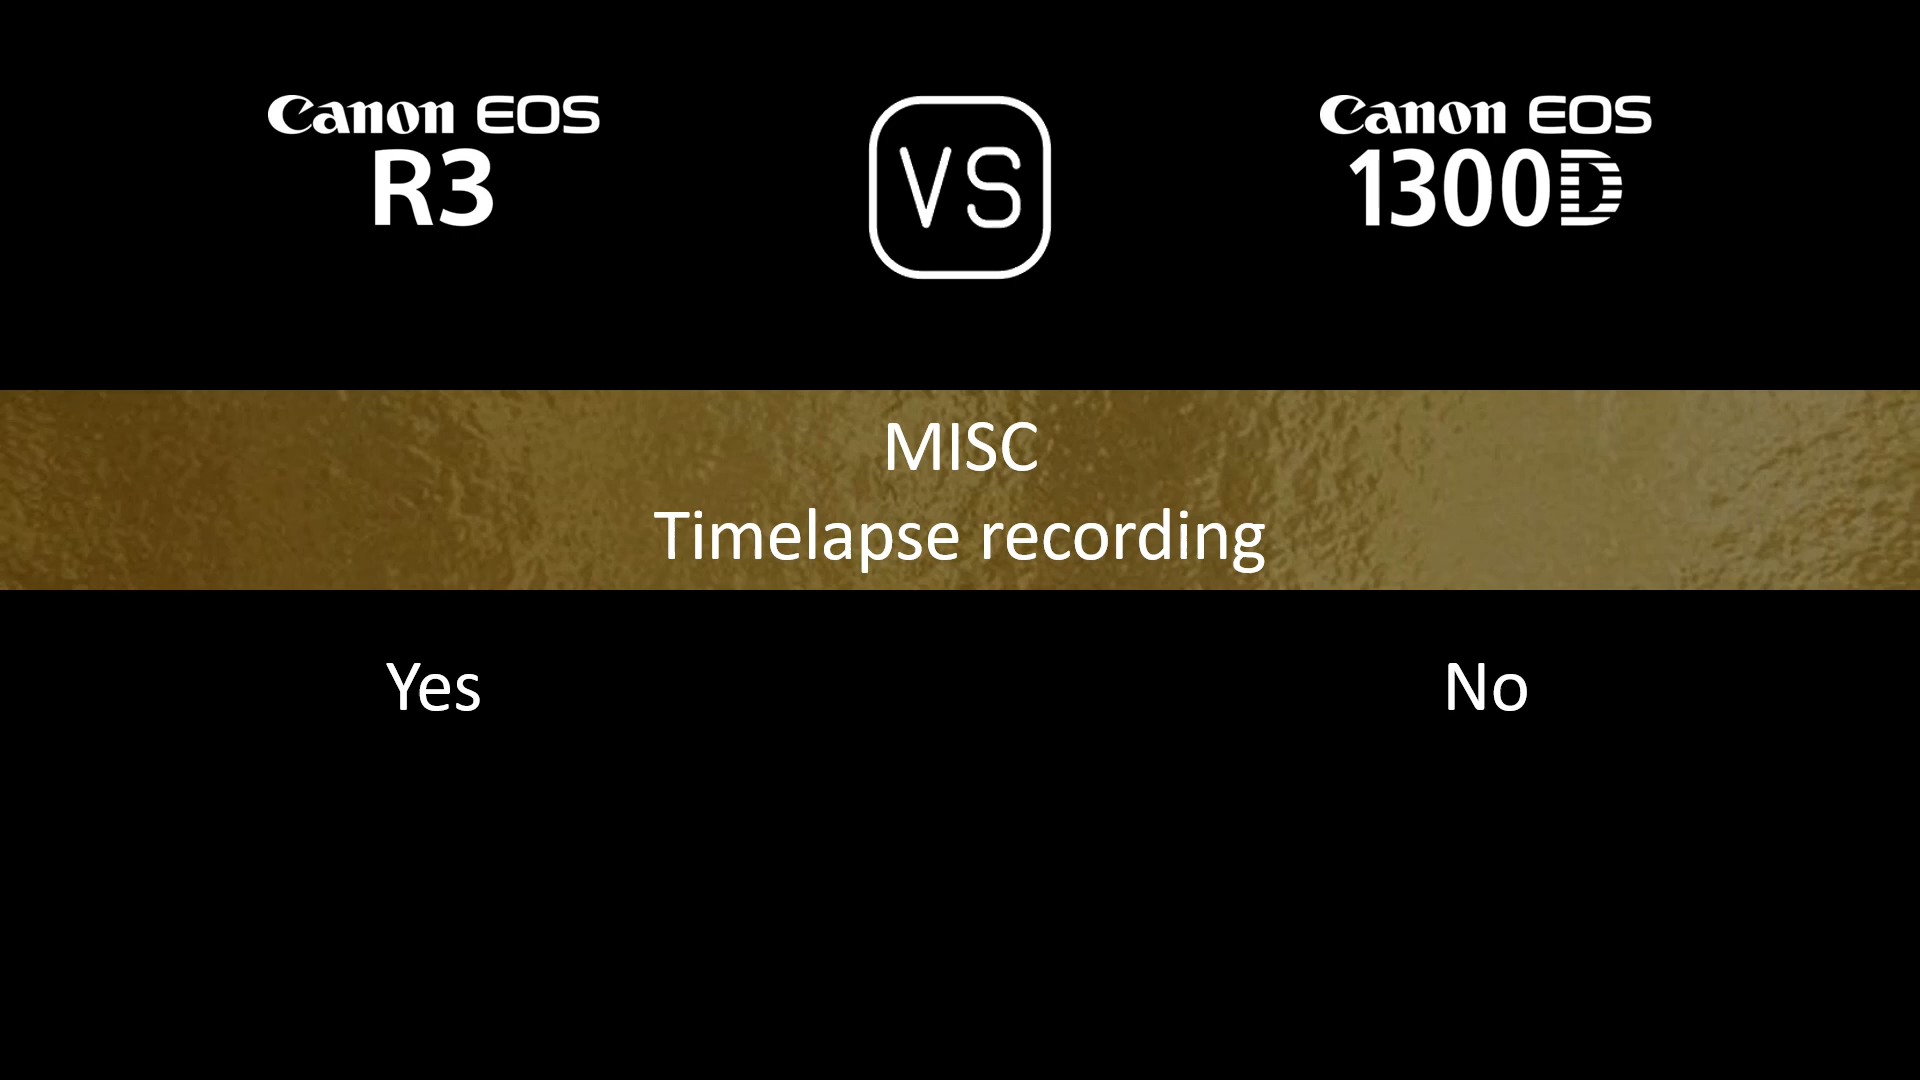 Canon EOS
R3
VS
Canon EOS
1300D
MISC
Timelapse recording
Yes
No